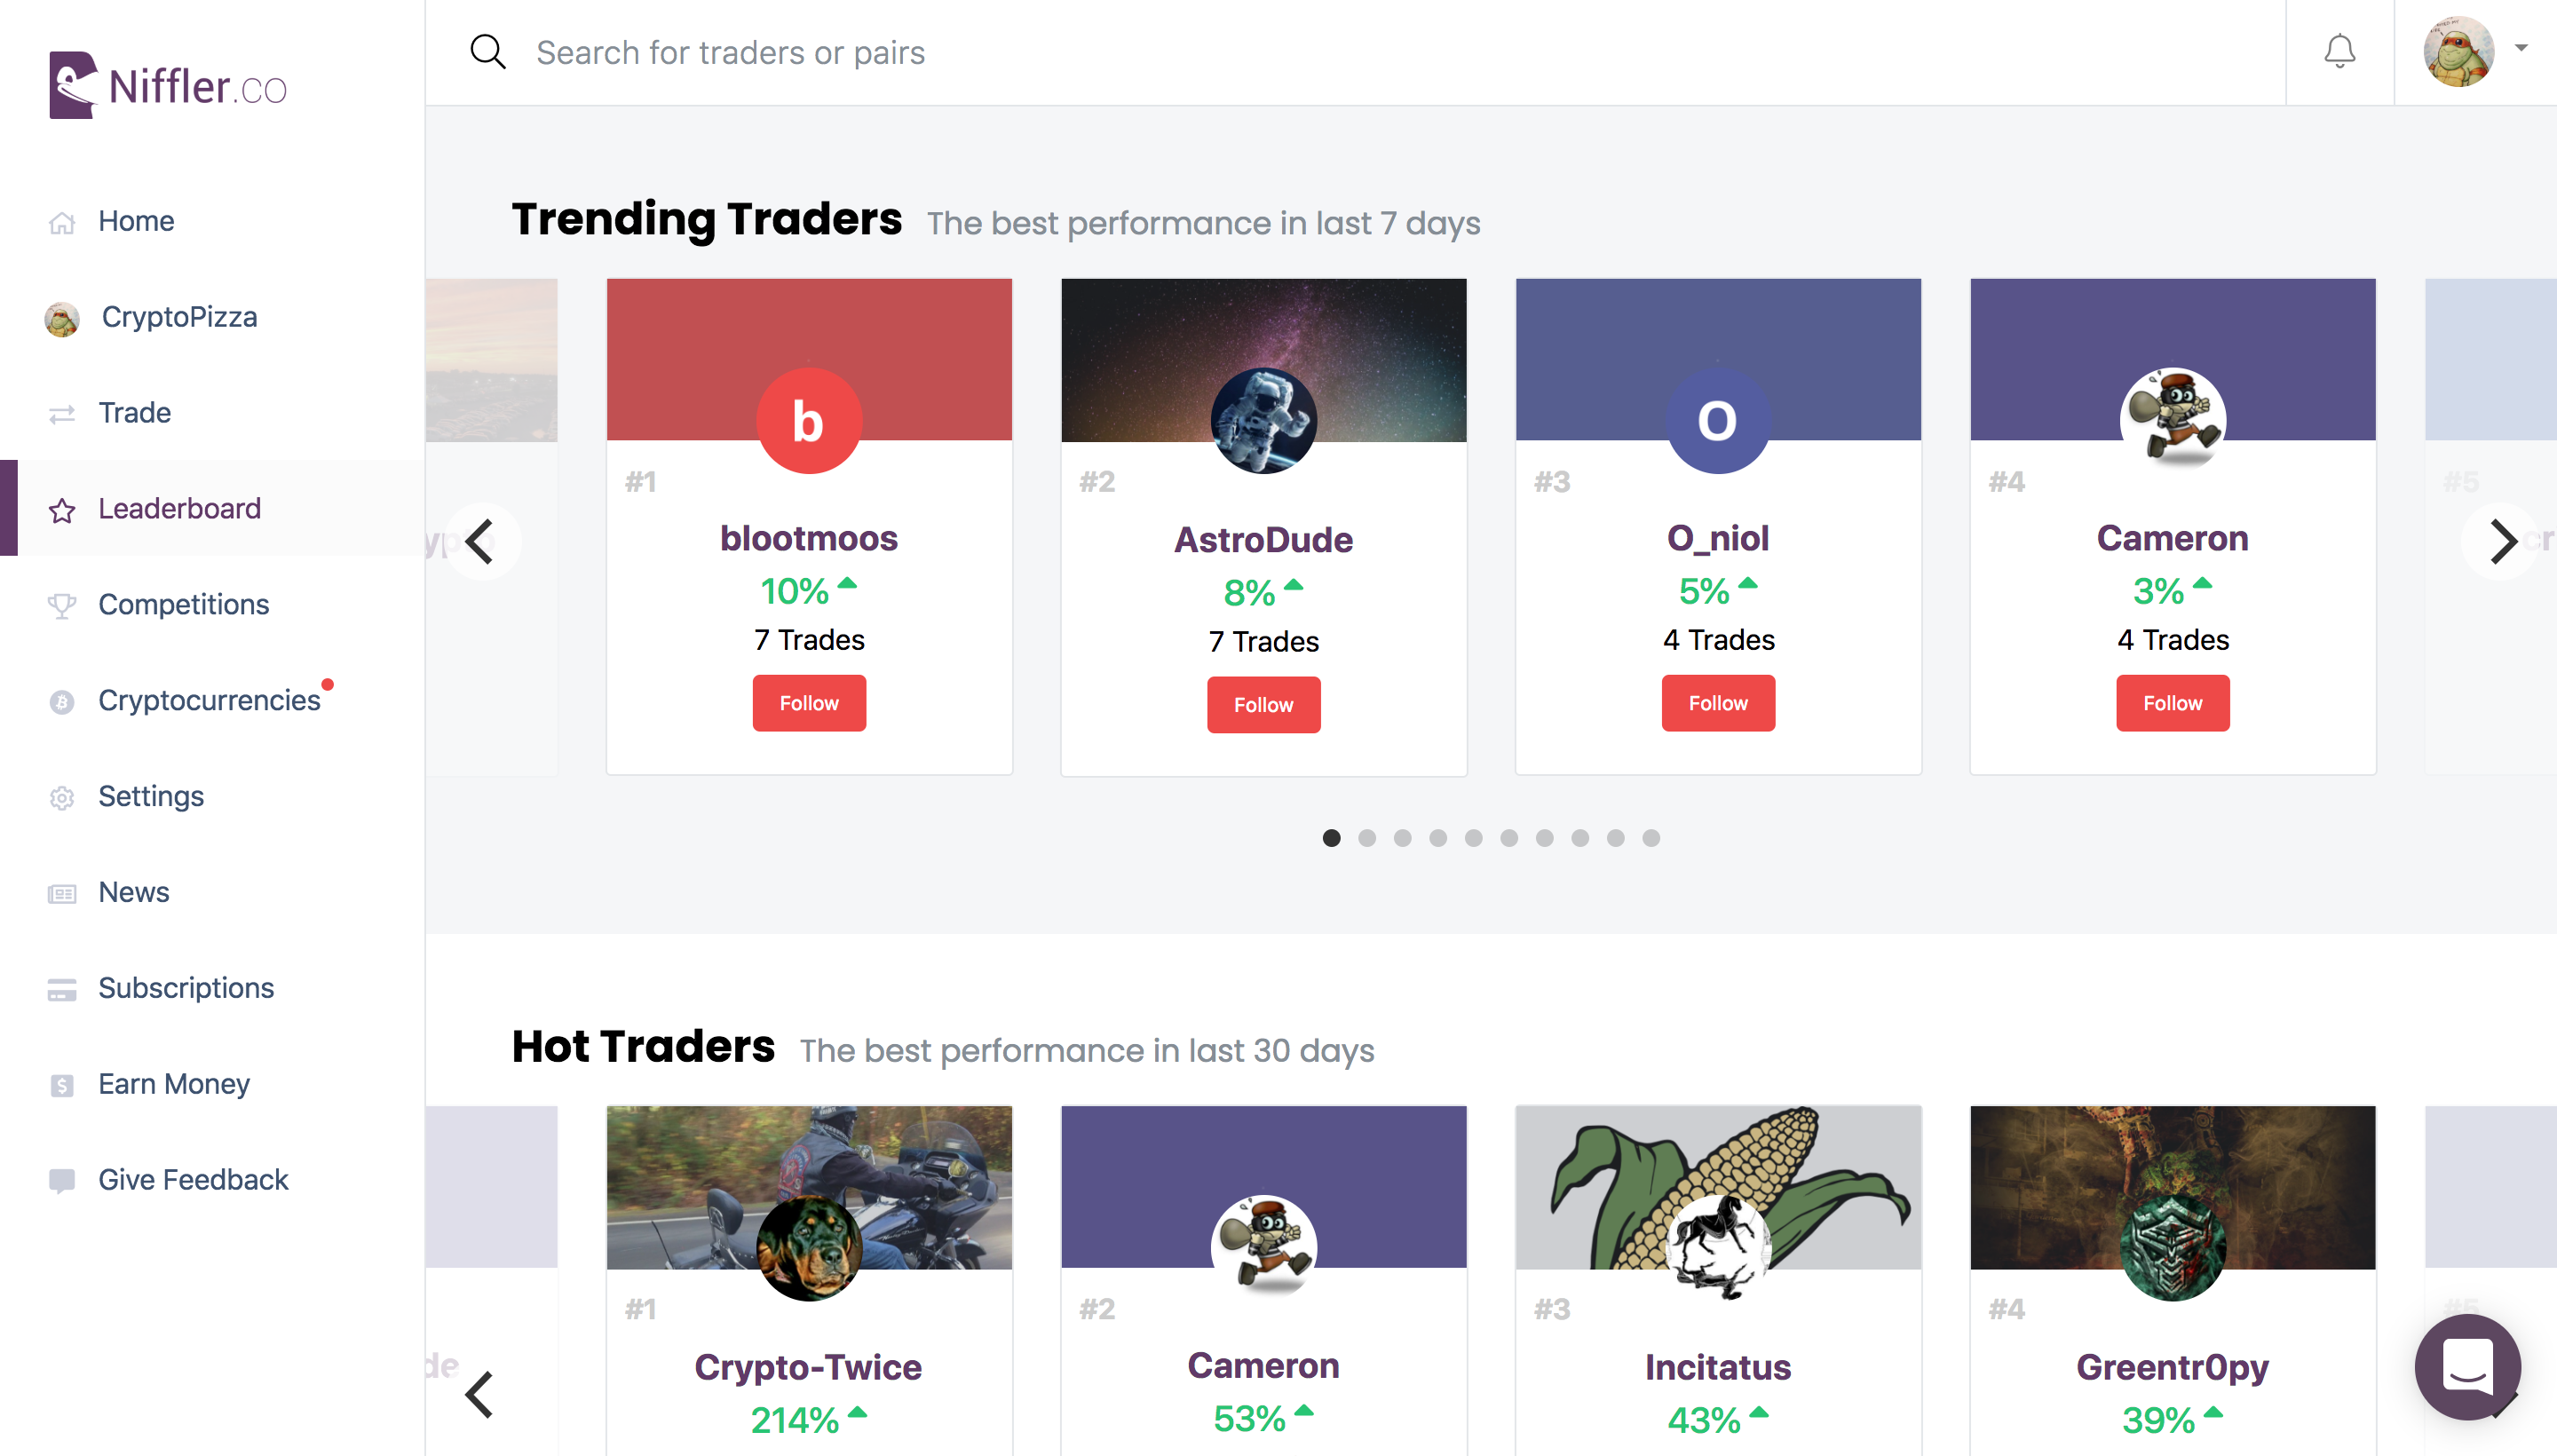 Niffler.co
Search for traders or pairs
Home
CryptoPizza
Trade
Leaderboard
Competitions
Cryptocurrencies
Settings
News
Subscriptions
Earn Money
Give Feedback
Trending Traders The best performance in last 7 days
b
O
#1
#2
#3
#4
#5
blootmoos
AstroDude
O_niol
Cameron
10%
8%
5%
3%
7 Trades
7 Trades
4 Trades
4 Trades
Follow
Follow
Follow
Follow
Hot Traders The best performance in last 30 days
#1
#2
#3
#4
#5
Crypto-Twice
Cameron
Incitatus
Greentr0py
214%
53%
43%
39%